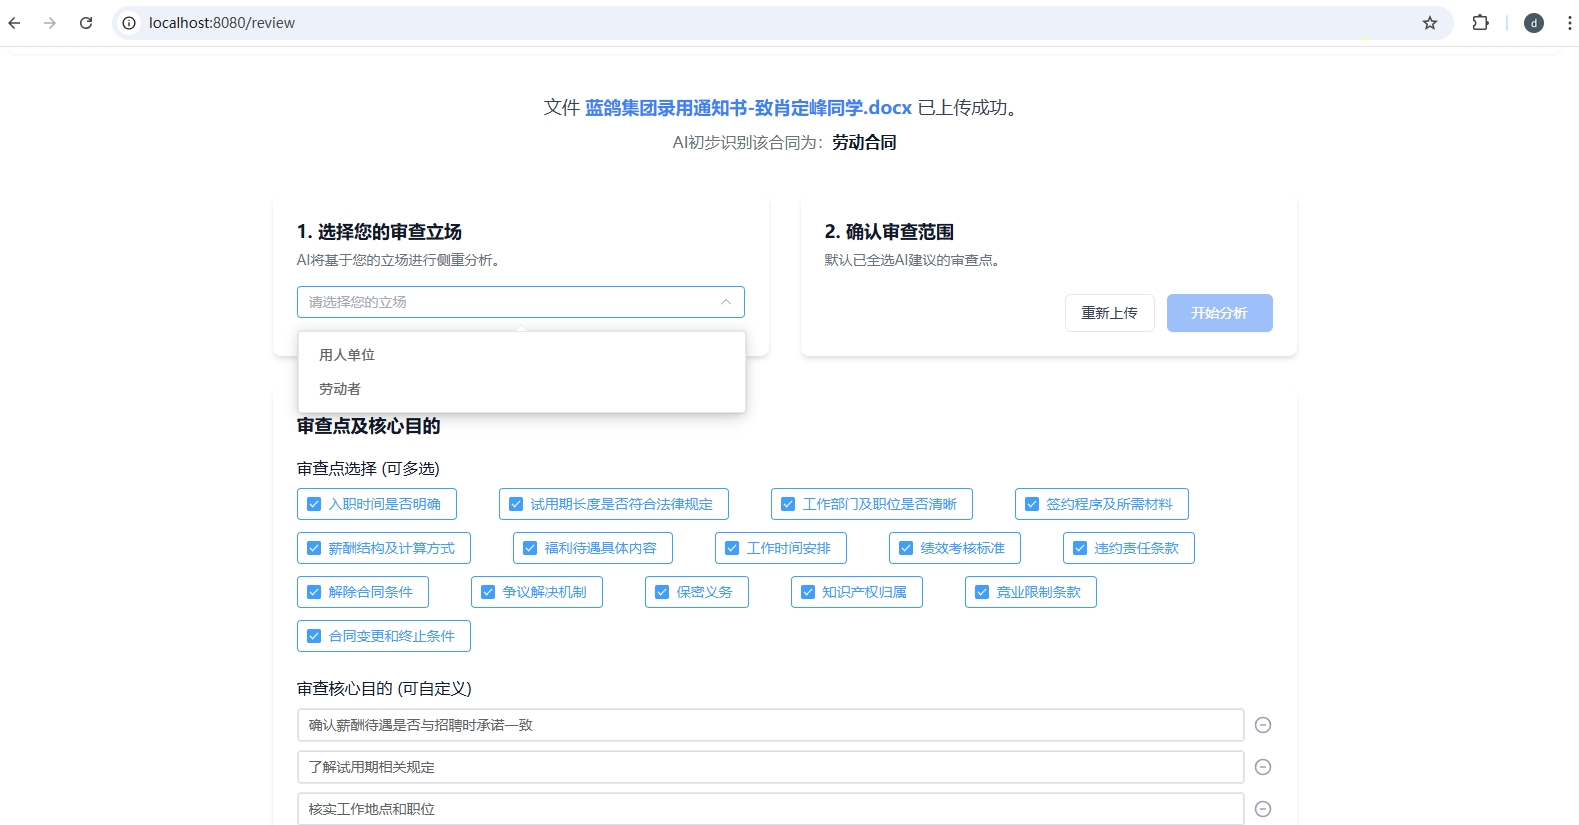 localhost:8080/review
d
文件 蓝鸽集团录用通知书-致肖定峰同学.docx 已上传成功。
AI初步识别该合同为：劳动合同
1. 选择您的审查立场
AI将基于您的立场进行侧重分析。
请选择您的立场
用人单位
劳动者
2. 确认审查范围
默认已全选AI建议的审查点。
重新上传 开始分析
审查点及核心目的
审查点选择 (可多选)
入职时间是否明确 试用期长度是否符合法律规定 工作部门及职位是否清晰 签约程序及所需材料
薪酬结构及计算方式 福利待遇具体内容 工作时间安排 绩效考核标准 违约责任条款
解除合同条件 争议解决机制 保密义务 知识产权归属 竞业限制条款
合同变更和终止条件
审查核心目的 (可自定义)
确认薪酬待遇是否与招聘时承诺一致
了解试用期相关规定
核实工作地点和职位